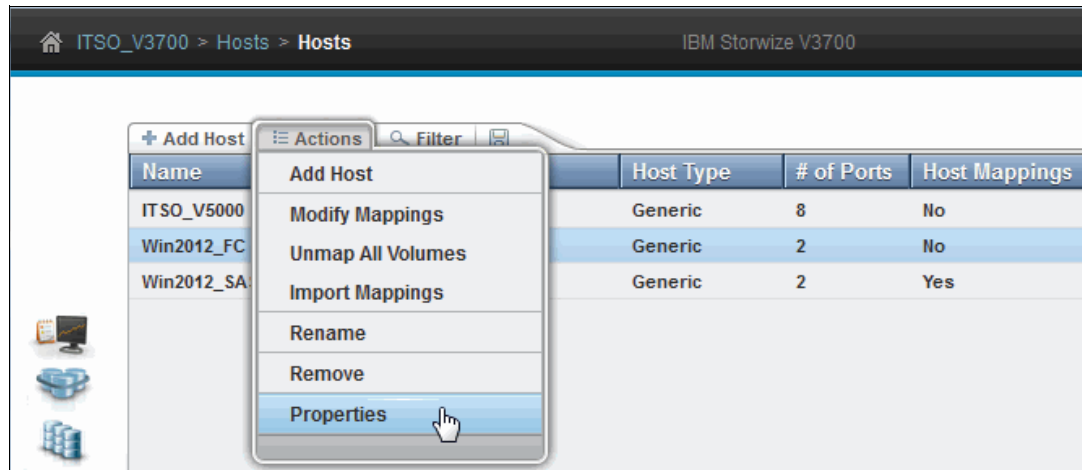 ITSO_V3700 > Hosts > Hosts
IBM Storwize V3700
Add Host
Actions
Filter
Name
Host Type
# of Ports
Host Mappings
ITSO_V5000
Generic
8
No
Win2012_FC
Generic
2
No
Win2012_SA
Generic
2
Yes
Add Host
Modify Mappings
Unmap All Volumes
Import Mappings
Rename
Remove
Properties